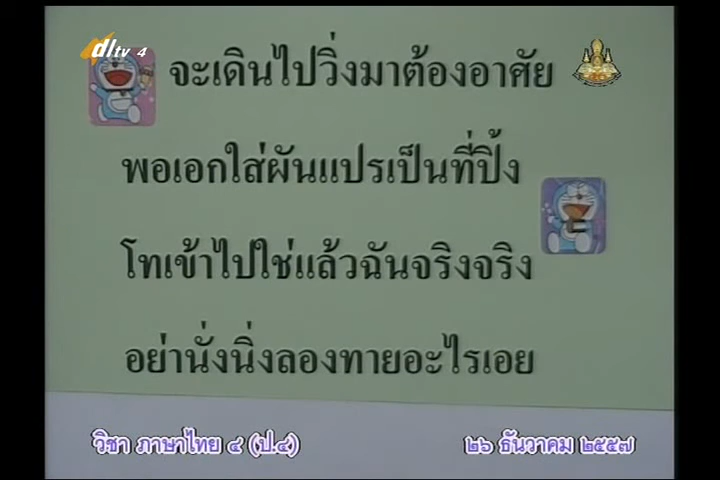 dltv 4
จะเดินไปวิ่งมาต้องอาศัย
พอเอกใส่ผันแปรเป็นที่ปิ้ง
โทเข้าไปใช่แล้วฉันจริงจริง
อย่านั่งนิ่งลองทายอะไรเอย
วิชา ภาษาไทย ๔ (ป.๔)
๒๖ ธันวาคม ๒๕๕๗